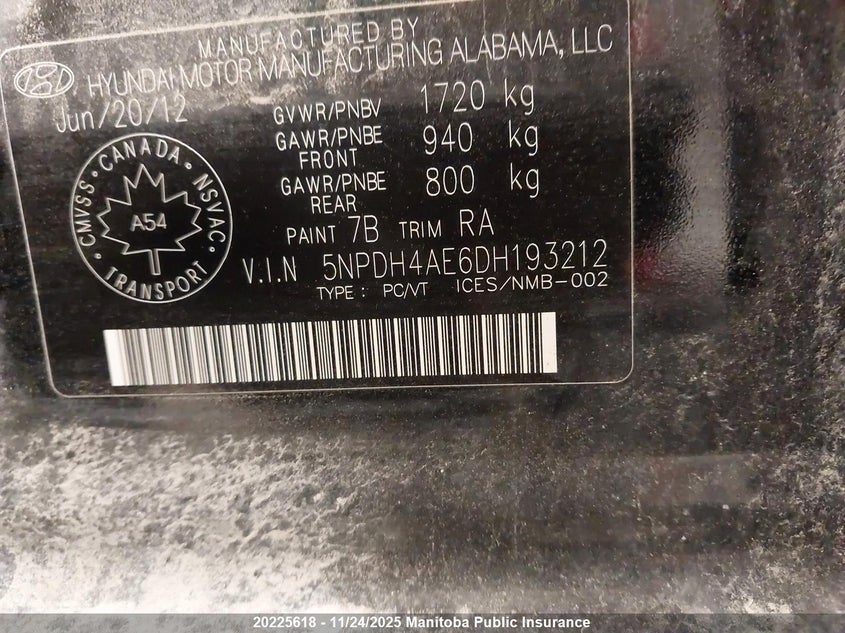 MANUFACTURED BY
HYUNDAI MOTOR MANUFACTURING ALABAMA, LLC
Jun/20/12
GVWR/PNBV 1720 kg
GAWR/PNBE FRONT 940 kg
GAWR/PNBE REAR 800 kg
PAINT 7B TRIM RA
V.I.N 5NPDH4AE6DH193212
TYPE : PC/VT ICES/NMB-002
CMVSS • CANADA • NSVAC • TRANSPORT
A54
20225618 - 11/24/2025 Manitoba Public Insurance